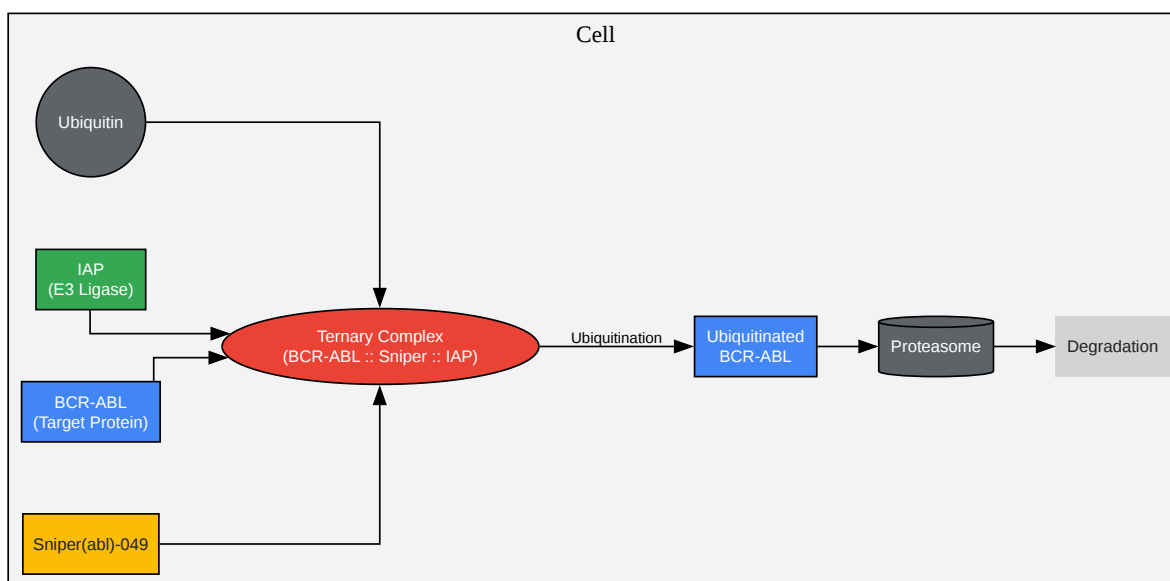 Cell
Ubiquitin
IAP
(E3 Ligase)
BCR-ABL
(Target Protein)
Sniper(abl)-049
Ternary Complex
(BCR-ABL :: Sniper :: IAP)
Ubiquitination
Ubiquitinated
BCR-ABL
Proteasome
Degradation